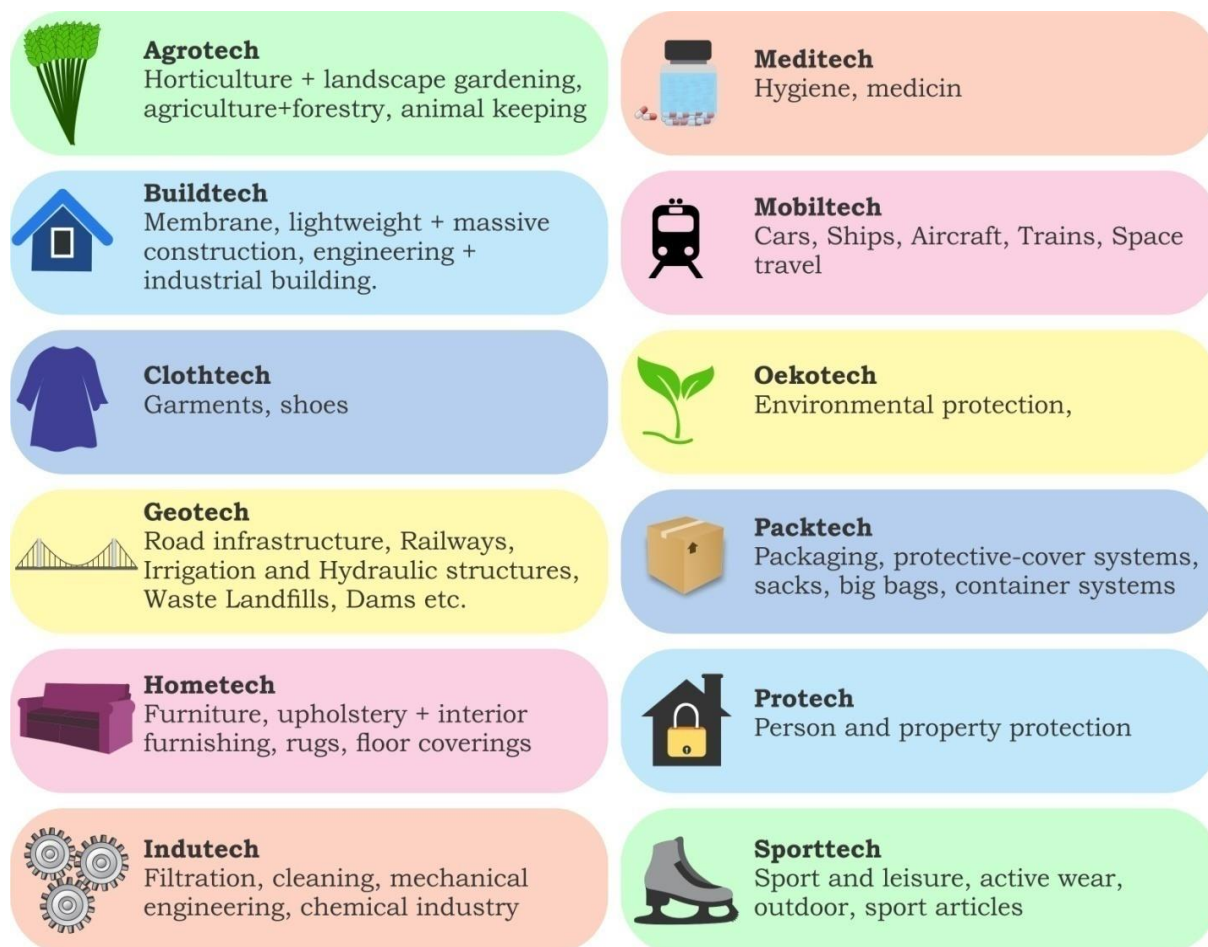 Agrotech
Horticulture + landscape gardening,
agriculture+forestry, animal keeping
Buildtech
Membrane, lightweight + massive
construction, engineering +
industrial building.
Clothtech
Garments, shoes
Geotech
Road infrastructure, Railways,
Irrigation and Hydraulic structures,
Waste Landfills, Dams etc.
Hometech
Furniture, upholstery + interior
furnishing, rugs, floor coverings
Indutech
Filtration, cleaning, mechanical
engineering, chemical industry
Meditech
Hygiene, medicin
Mobiltech
Cars, Ships, Aircraft, Trains, Space
travel
Oekotech
Environmental protection,
Packtech
Packaging, protective-cover systems,
sacks, big bags, container systems
Protech
Person and property protection
Sporttech
Sport and leisure, active wear,
outdoor, sport articles